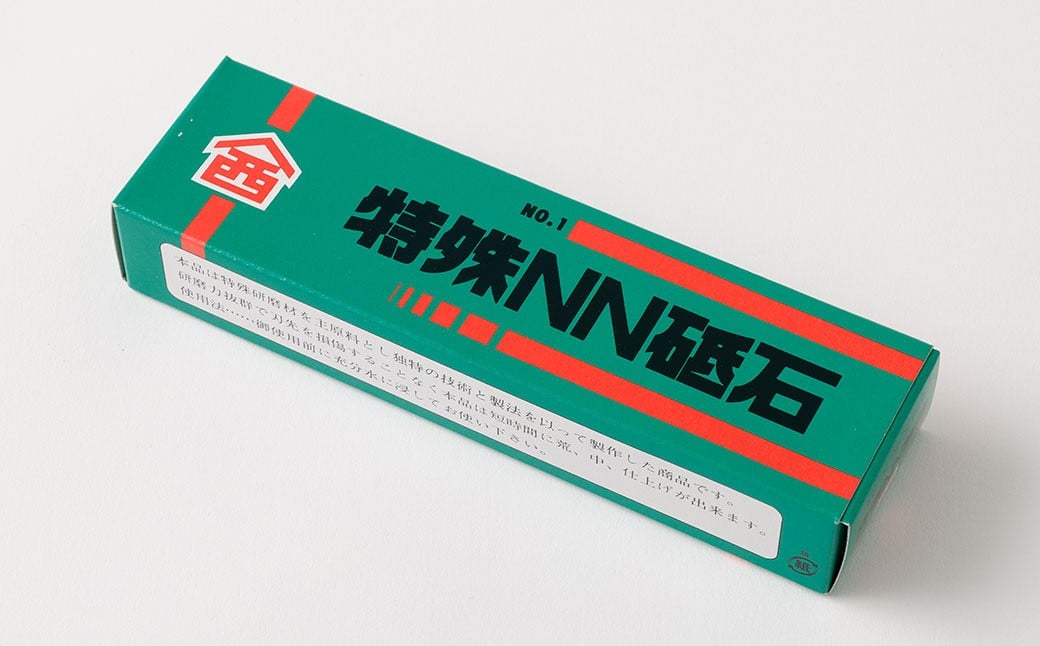 西
NO.1
特殊NN砥石
本品は特殊研磨材を主原料とし独特の技術と製法を以って製作した商品です。
研磨力抜群で刃先を損傷することなく本品は短時間に荒、中、仕上げが出来ます。
使用法……御使用前に充分水に浸してお使い下さい。
紙